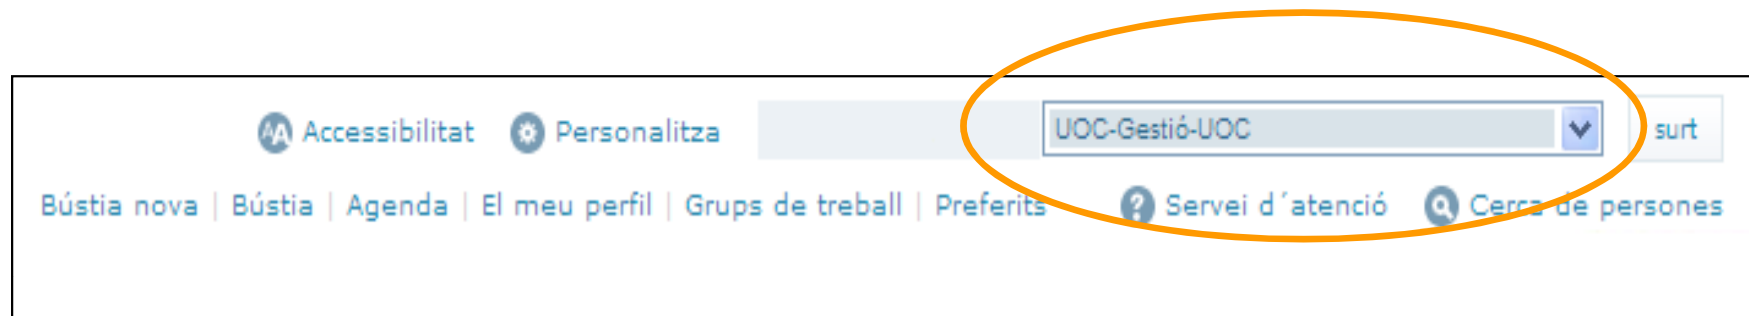 Accessibilitat Personalitza UOC-Gestió-UOC surt
Bústia nova | Bústia | Agenda | El meu perfil | Grups de treball | Preferits Servei d´atenció Cerca de persones